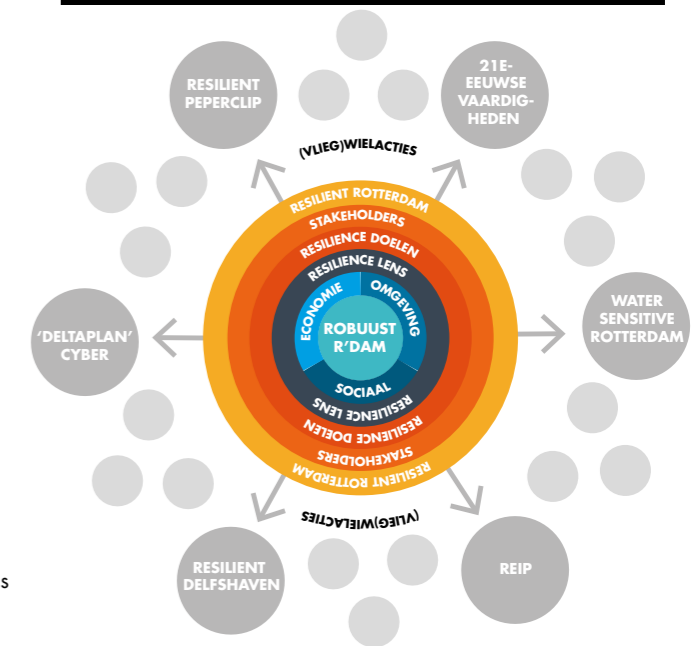 RESILIENT
PEPERCLIP
21E-
EEUWSE
VAARDIG-
HEDEN
(VLIEG)WIELACTIES
RESILIENT ROTTERDAM
STAKEHOLDERS
RESILIENCE DOELEN
RESILIENCE LENS
ECONOMIE
OMGEVING
ROBUUST
R'DAM
SOCIAAL
'DELTAPLAN'
CYBER
WATER
SENSITIVE
ROTTERDAM
RESILIENCE LENS
RESILIENCE DOELEN
STAKEHOLDERS
RESILIENT ROTTERDAM
(VLIEG)WIELACTIES
RESILIENT
DELFSHAVEN
REIP
s